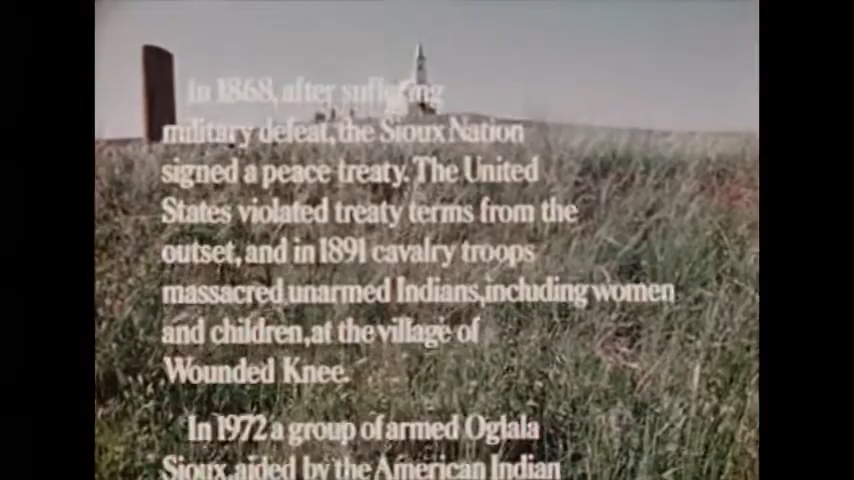 In 1868, after suffering
military defeat, the Sioux Nation
signed a peace treaty. The United
States violated treaty terms from the
outset, and in 1891 cavalry troops
massacred unarmed Indians, including women
and children, at the village of
Wounded Knee.
In 1972 a group of armed Oglala
Sioux, aided by the American Indian